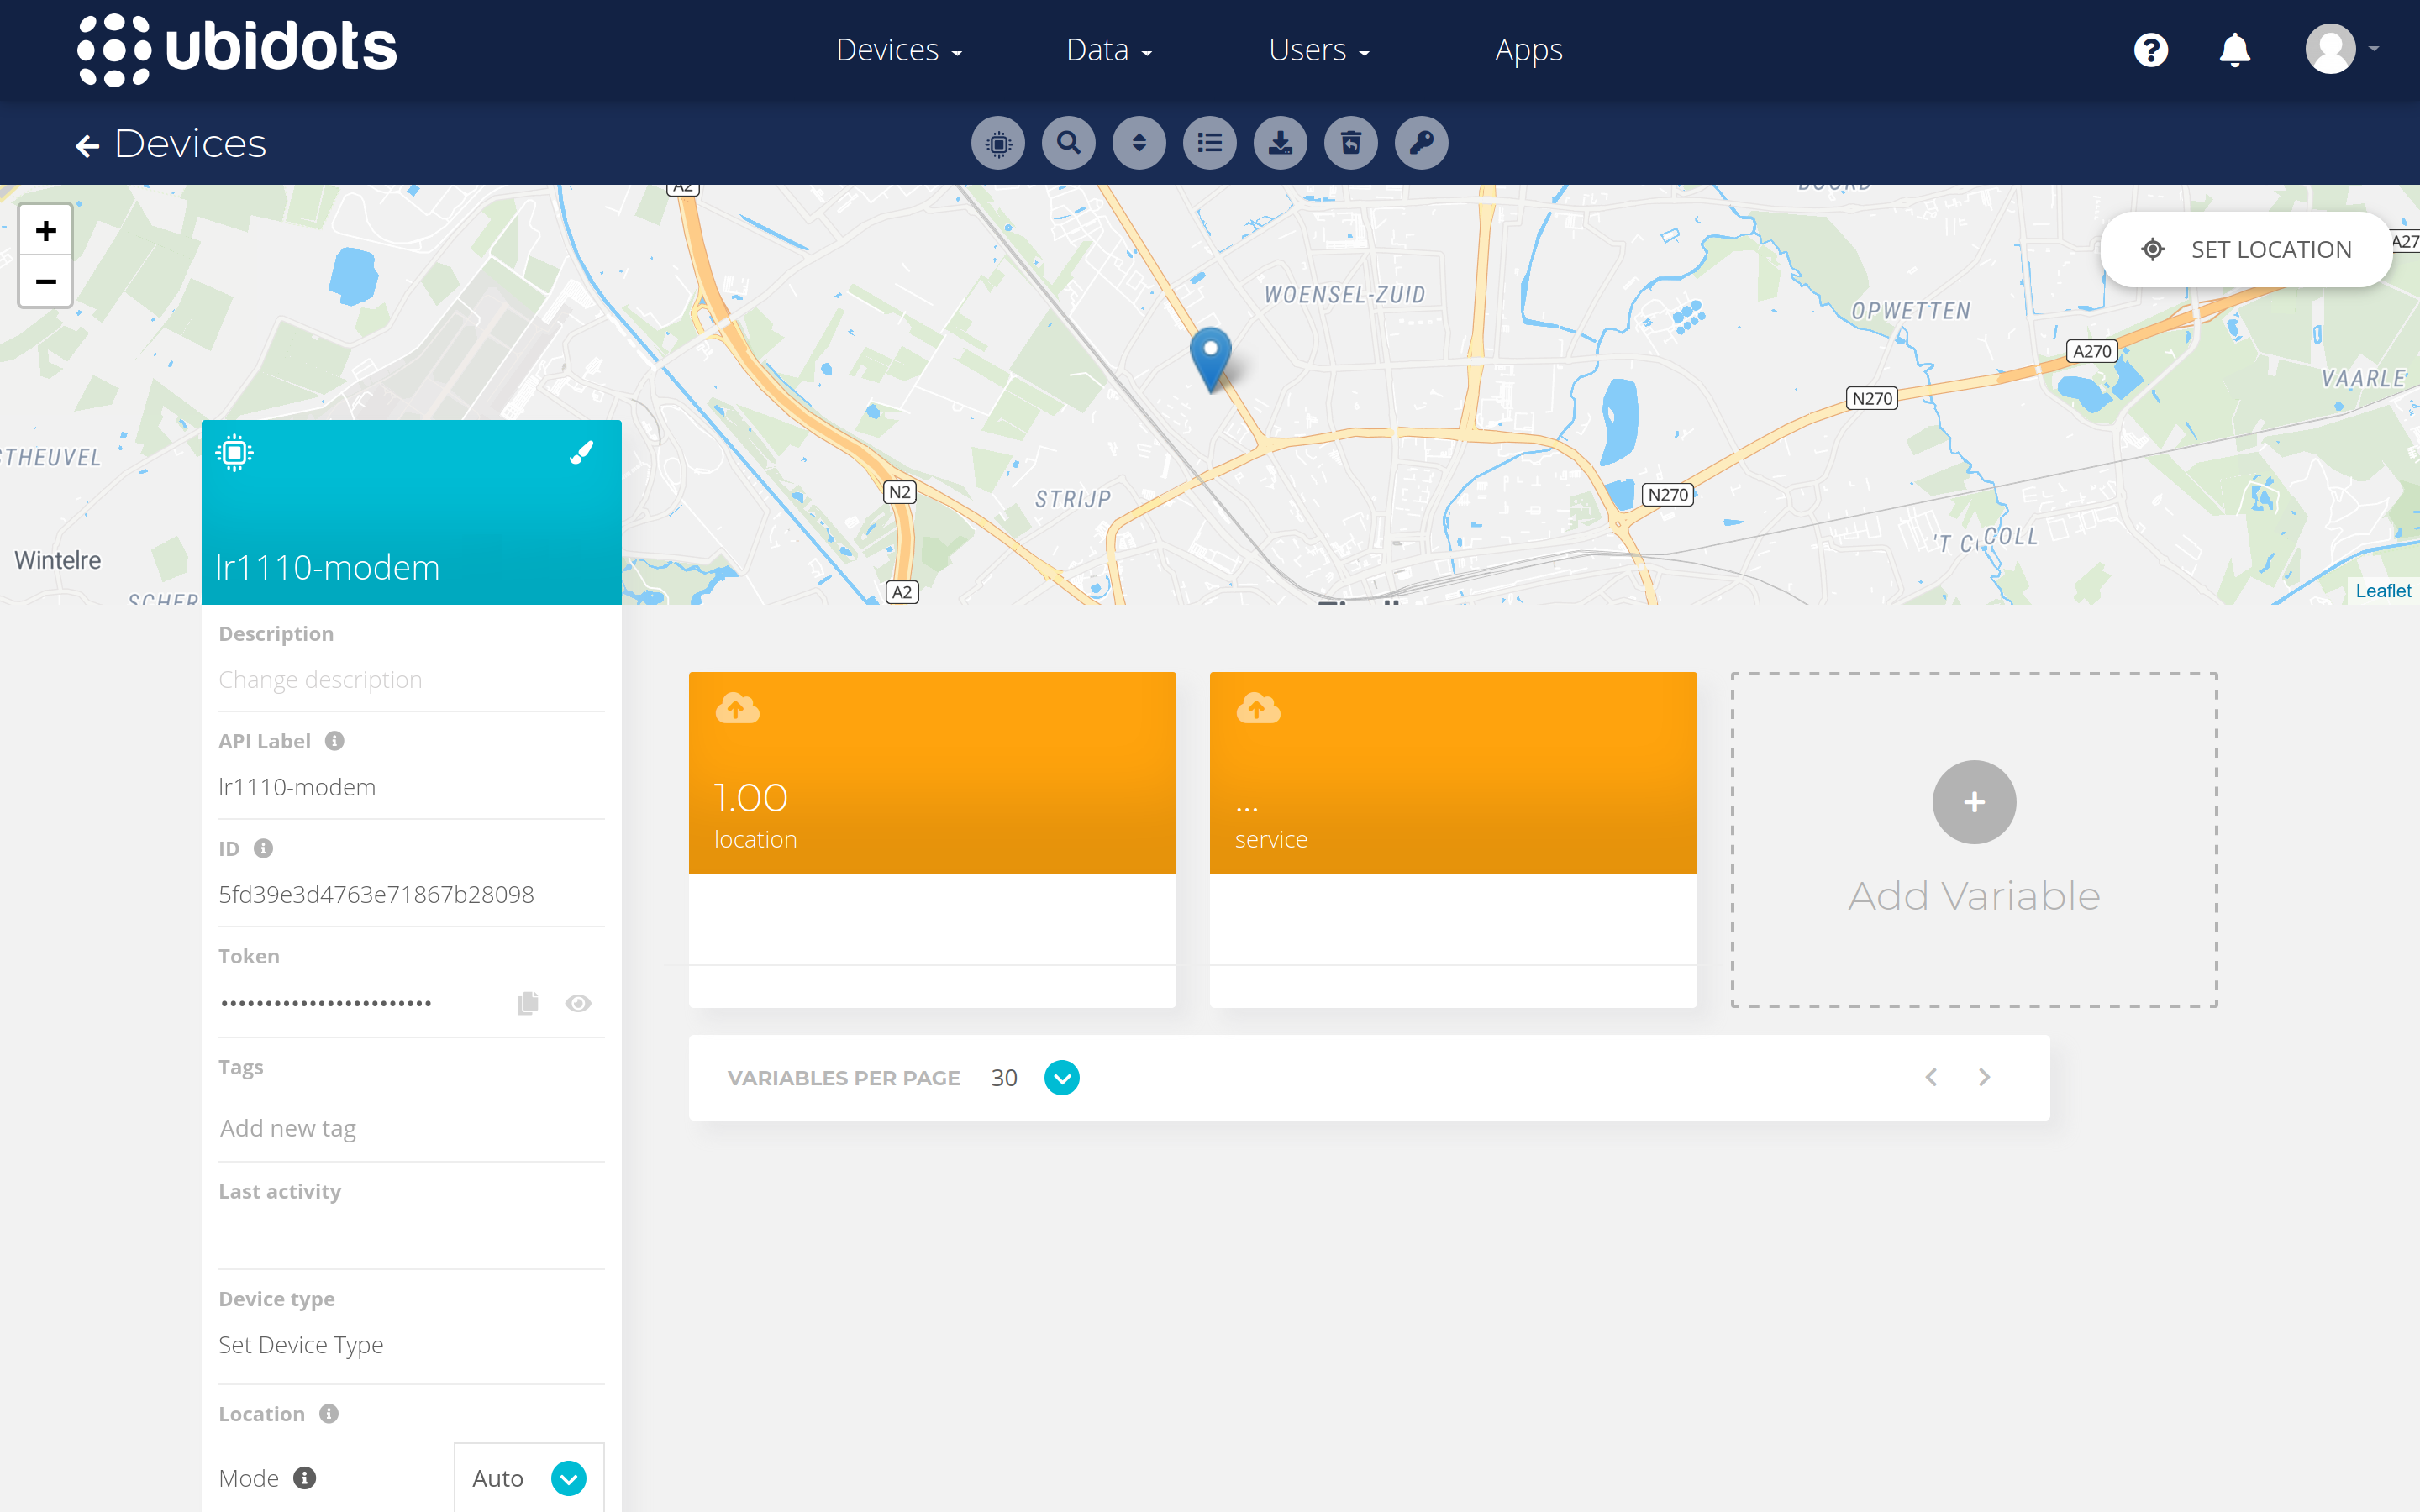 ubidots
Devices
Data
Users
Apps
Devices
A2
+
−
SET LOCATION
WOENSEL-ZUID
OPWETTEN
A270
VAARLE
N270
STRIJP
N2
N270
COLL
Wintelre
A2
Leaflet
lr1110-modem
Description
Change description
API Label
lr1110-modem
ID
5fd39e3d4763e71867b28098
Token
Tags
Add new tag
Last activity
Device type
Set Device Type
Location
Mode
Auto
1.00
location
...
service
Add Variable
VARIABLES PER PAGE 30